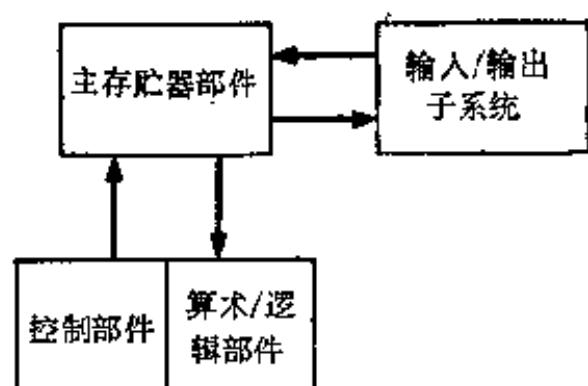 主存贮器部件
输入/输出
子系统
控制部件
算术/逻
辑部件